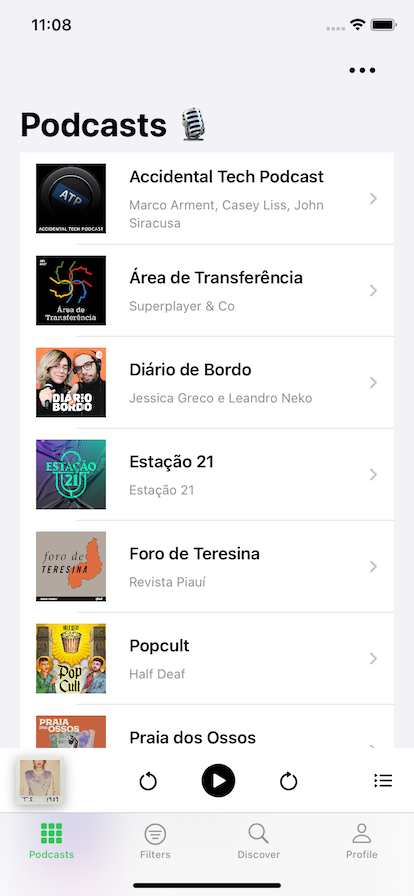 11:08
Podcasts 🎙️
ATP
ACCIDENTAL TECH PODCAST
Accidental Tech Podcast
Marco Arment, Casey Liss, John
Siracusa
Área de
Transferência
Área de Transferência
Superplayer & Co
DIÁRIO DE
BORDO
Diário de Bordo
Jessica Greco e Leandro Neko
ESTAÇÃO
21
Estação 21
Estação 21
foro de
TERESINA
Foro de Teresina
Revista Piauí
HALF DEAF
Pop
Cult
Popcult
Half Deaf
PRAIA
DOS OSSOS
Praia dos Ossos
T.S. 1989
Podcasts
Filters
Discover
Profile